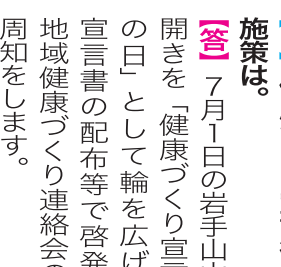 施策は。
【答】7月1日の岩手山
開きを「健康づくり宣言
の日」として輪を広げ
宣言書の配布等で啓発
地域健康づくり連絡会の
周知をします。